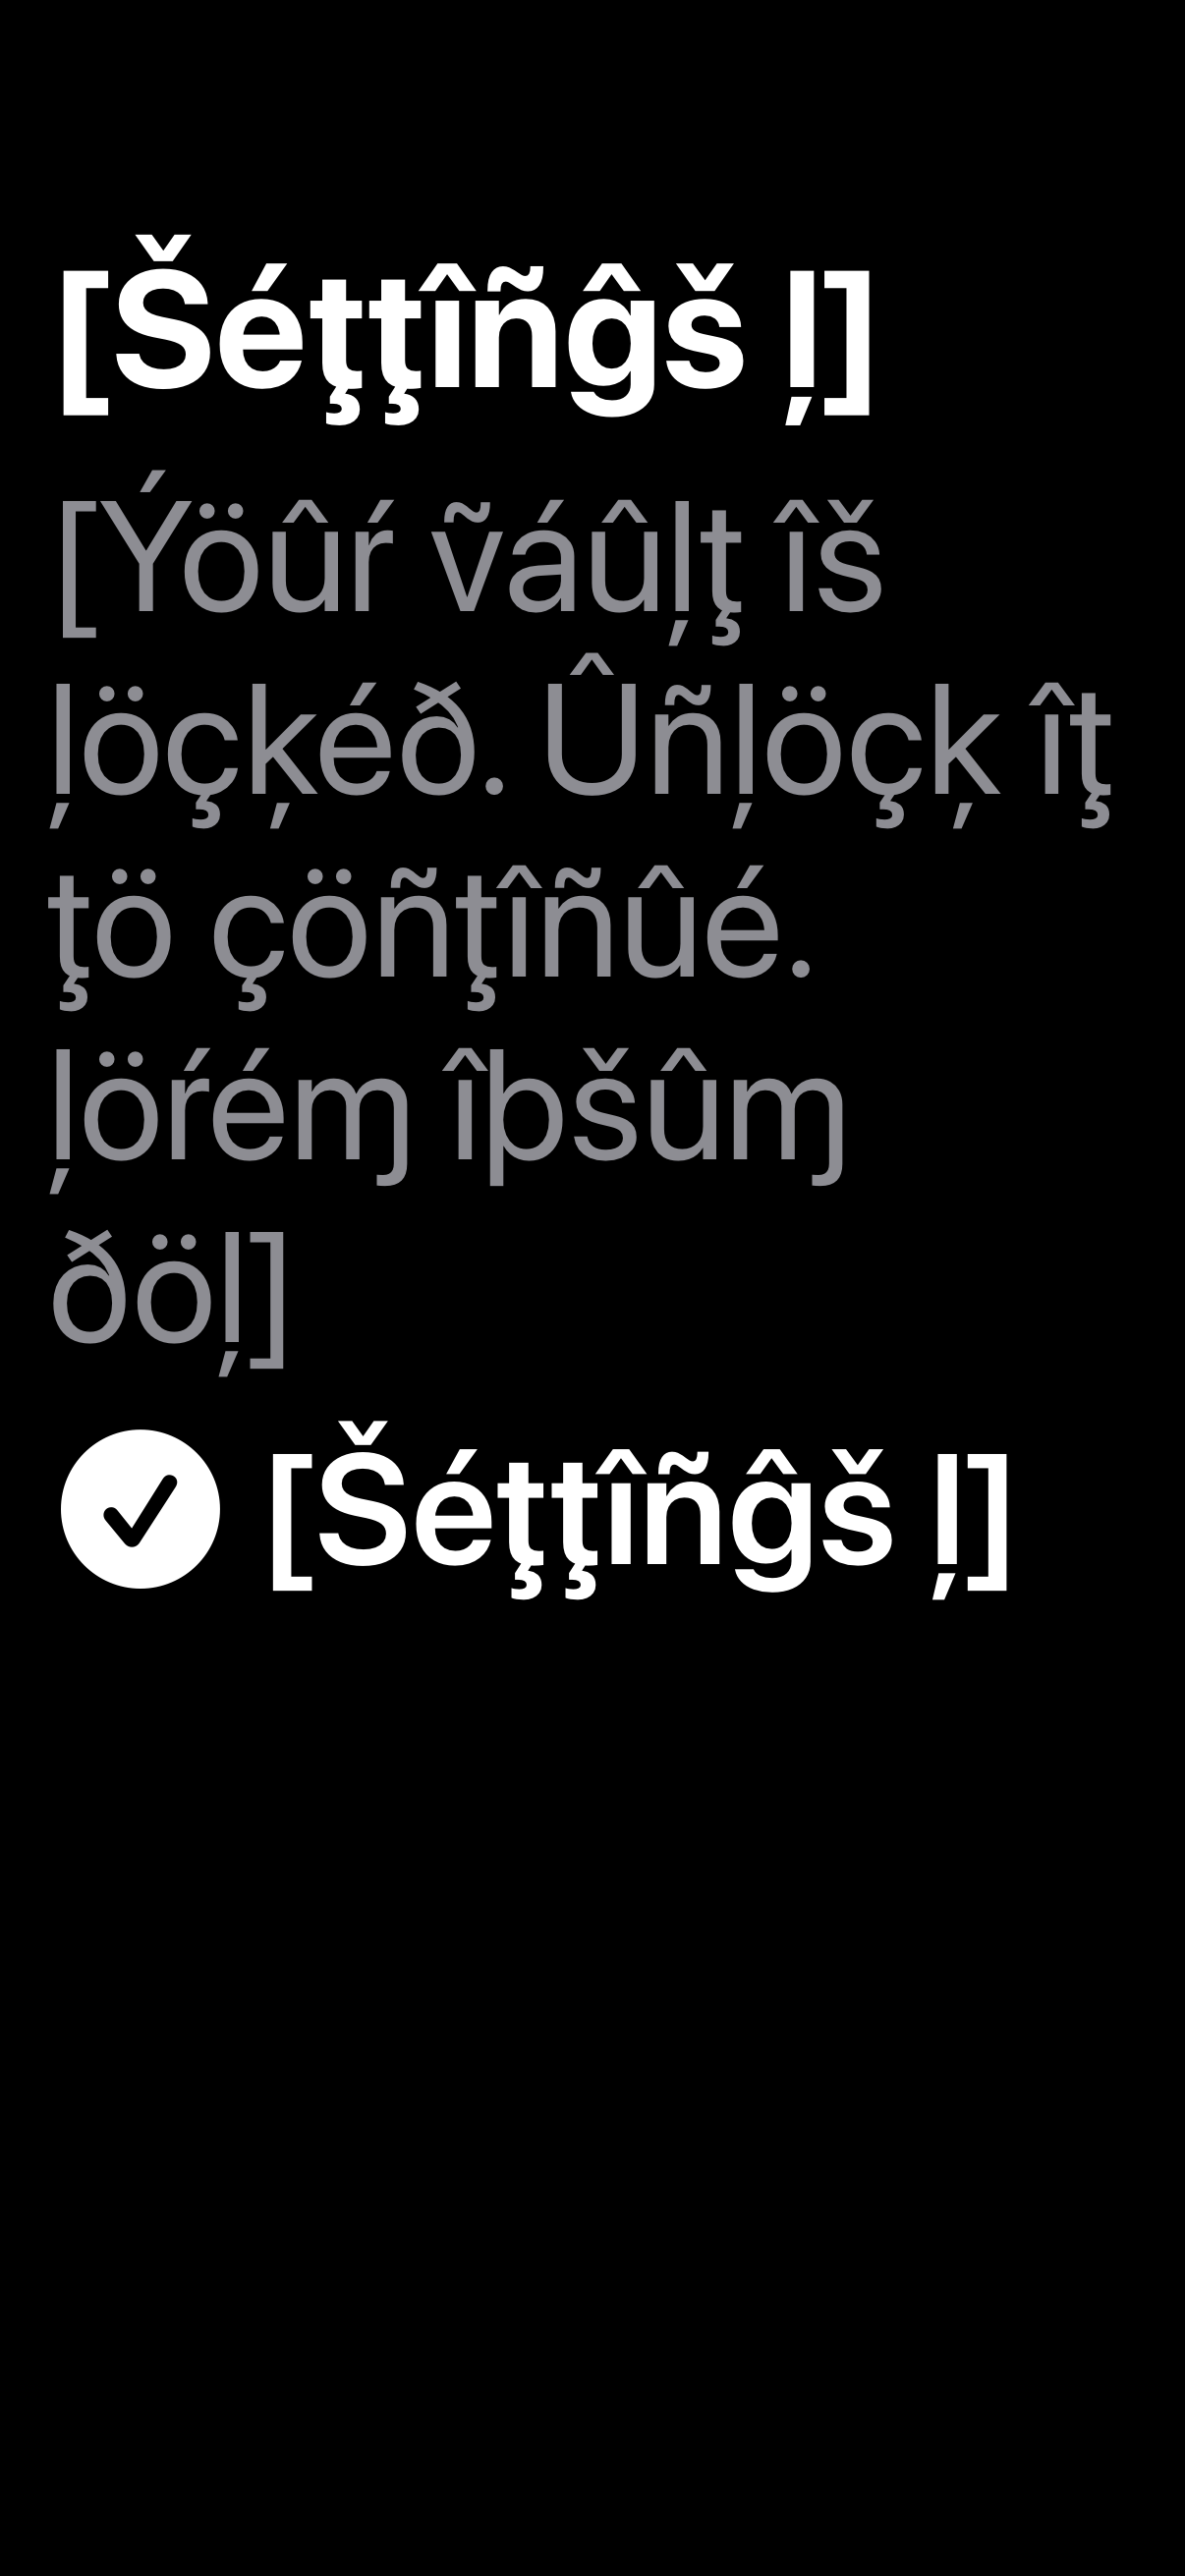 [Šéţţîñĝš ļ]
[Ýöûŕ ṽáûļţ îš
ļöçķéð. Ûñļöçķ îţ
ţö çöñţîñûé.
ļöŕéɱ îþšûɱ
ðöļ]
[Šéţţîñĝš ļ]